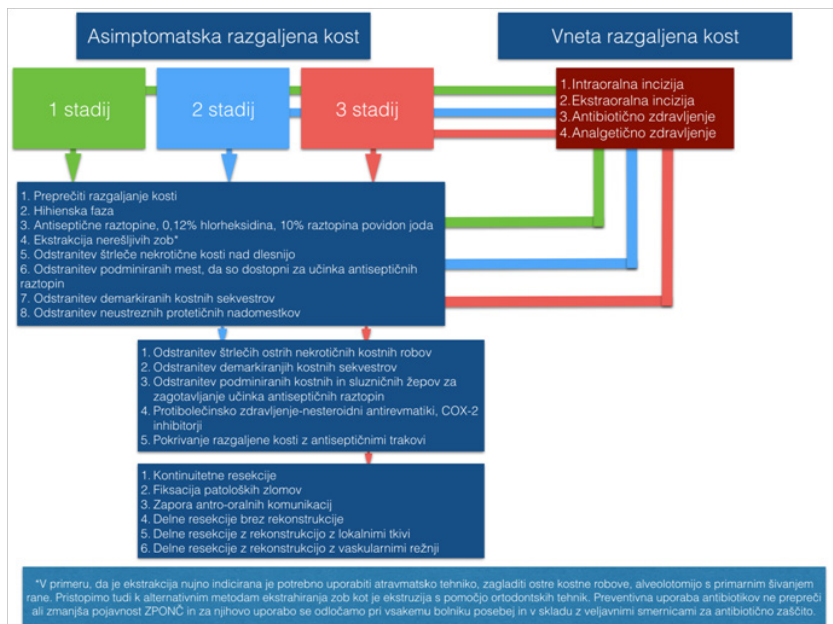 Asimptomatska razgaljena kost
Vneta razgaljena kost
1 stadij
2 stadij
3 stadij
1. Intraoralna incizija
2. Ekstraoralna incizija
3. Antibiotično zdravljenje
4. Analgetično zdravljenje
1. Preprečiti razgaljanje kosti
2. Hihienska faza
3. Antiseptične raztopine, 0,12% hlorheksidina, 10% raztopina povidon joda
4. Ekstrakcija nerešljivih zob*
5. Odstranitev štrleče nekrotične kosti nad dlesnijo
6. Odstranitev podminiranih mest, da so dostopni za učinka antiseptičnih
raztopin
7. Odstranitev demarkiranih kostnih sekvestrov
8. Odstranitev neustreznih protetičnih nadomestkov
1. Odstranitev štrlečih ostrih nekrotičnih kostnih robov
2. Odstranitev demarkiranjih kostnih sekvestrov
3. Odstranitev podminiranih kostnih in sluzničnih žepov za
zagotavljanje učinka antiseptičnih raztopin
4. Protibolečinsko zdravljenje-nesteroidni antirevmatiki, COX-2
inhibitorji
5. Pokrivanje razgaljene kosti z antiseptičnimi trakovi
1. Kontinuitetne resekcije
2. Fiksacija patoloških zlomov
3. Zapora antro-oralnih komunikacij
4. Delne resekcije brez rekonstrukcije
5. Delne resekcije z rekonstrukcijo z lokalnimi tkivi
6. Delne resekcije z rekonstrukcijo z vaskularnimi režnji
*V primeru, da je ekstrakcija nujno indicirana je potrebno uporabiti atravmatsko tehniko, zagladiti ostre kostne robove, alveolotomijo s primarnim šivanjem
rane. Pristopimo tudi k alternativnim metodam ekstrahiranja zob kot je ekstruzija s pomočjo ortodontskih tehnik. Preventivna uporaba antibiotikov ne prepreči
ali zmanjša pojavnost ZPONČ in za njihovo uporabo se odločamo pri vsakemu bolniku posebej in v skladu z veljavnimi smernicami za antibiotično zaščito.